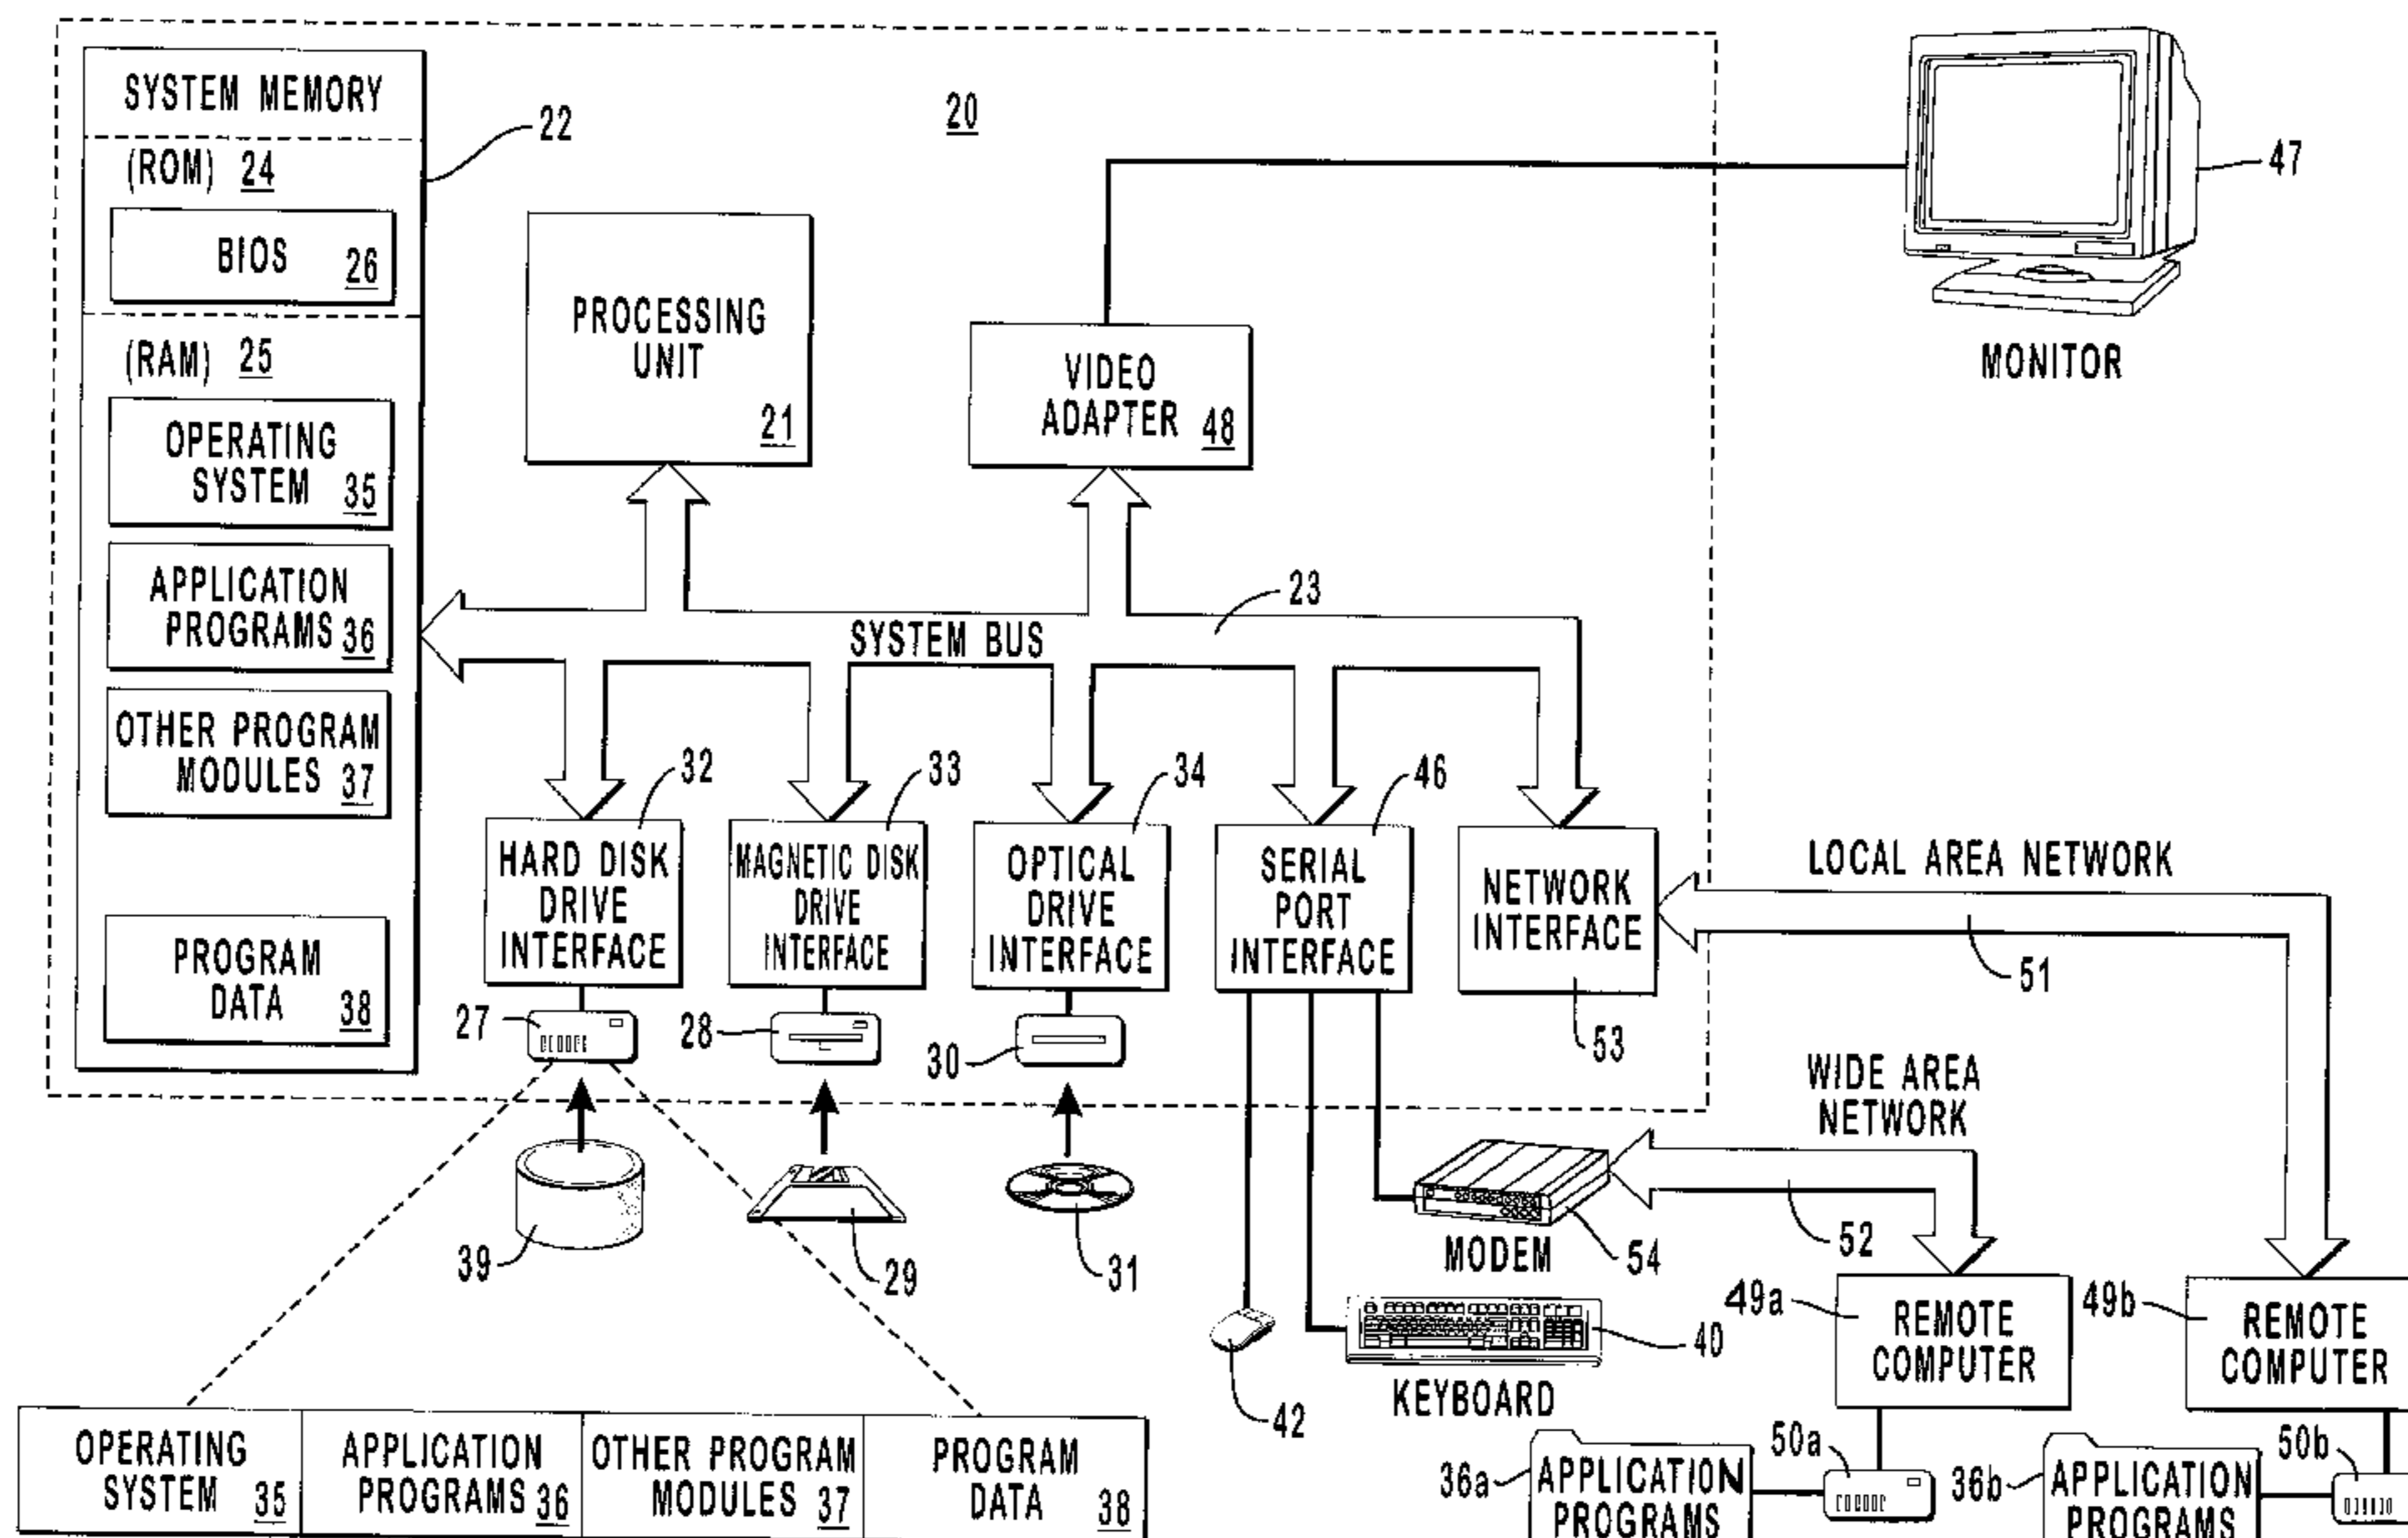 SYSTEM MEMORY
(ROM) 24
BIOS 26
(RAM) 25
OPERATING
SYSTEM 35
APPLICATION
PROGRAMS 36
OTHER PROGRAM
MODULES 37
PROGRAM
DATA 38
22
20
PROCESSING
UNIT
21
VIDEO
ADAPTER 48
47
MONITOR
SYSTEM BUS
23
32
HARD DISK
DRIVE
INTERFACE
33
MAGNETIC DISK
DRIVE
INTERFACE
34
OPTICAL
DRIVE
INTERFACE
46
SERIAL
PORT
INTERFACE
NETWORK
INTERFACE
53
LOCAL AREA NETWORK
51
27
28
30
39
29
31
WIDE AREA
NETWORK
52
MODEM
54
42
40
KEYBOARD
49a
REMOTE
COMPUTER
49b
REMOTE
COMPUTER
OPERATING
SYSTEM 35
APPLICATION
PROGRAMS 36
OTHER PROGRAM
MODULES 37
PROGRAM
DATA 38
36a
APPLICATION
PROGRAMS
50a
36b
APPLICATION
PROGRAMS
50b